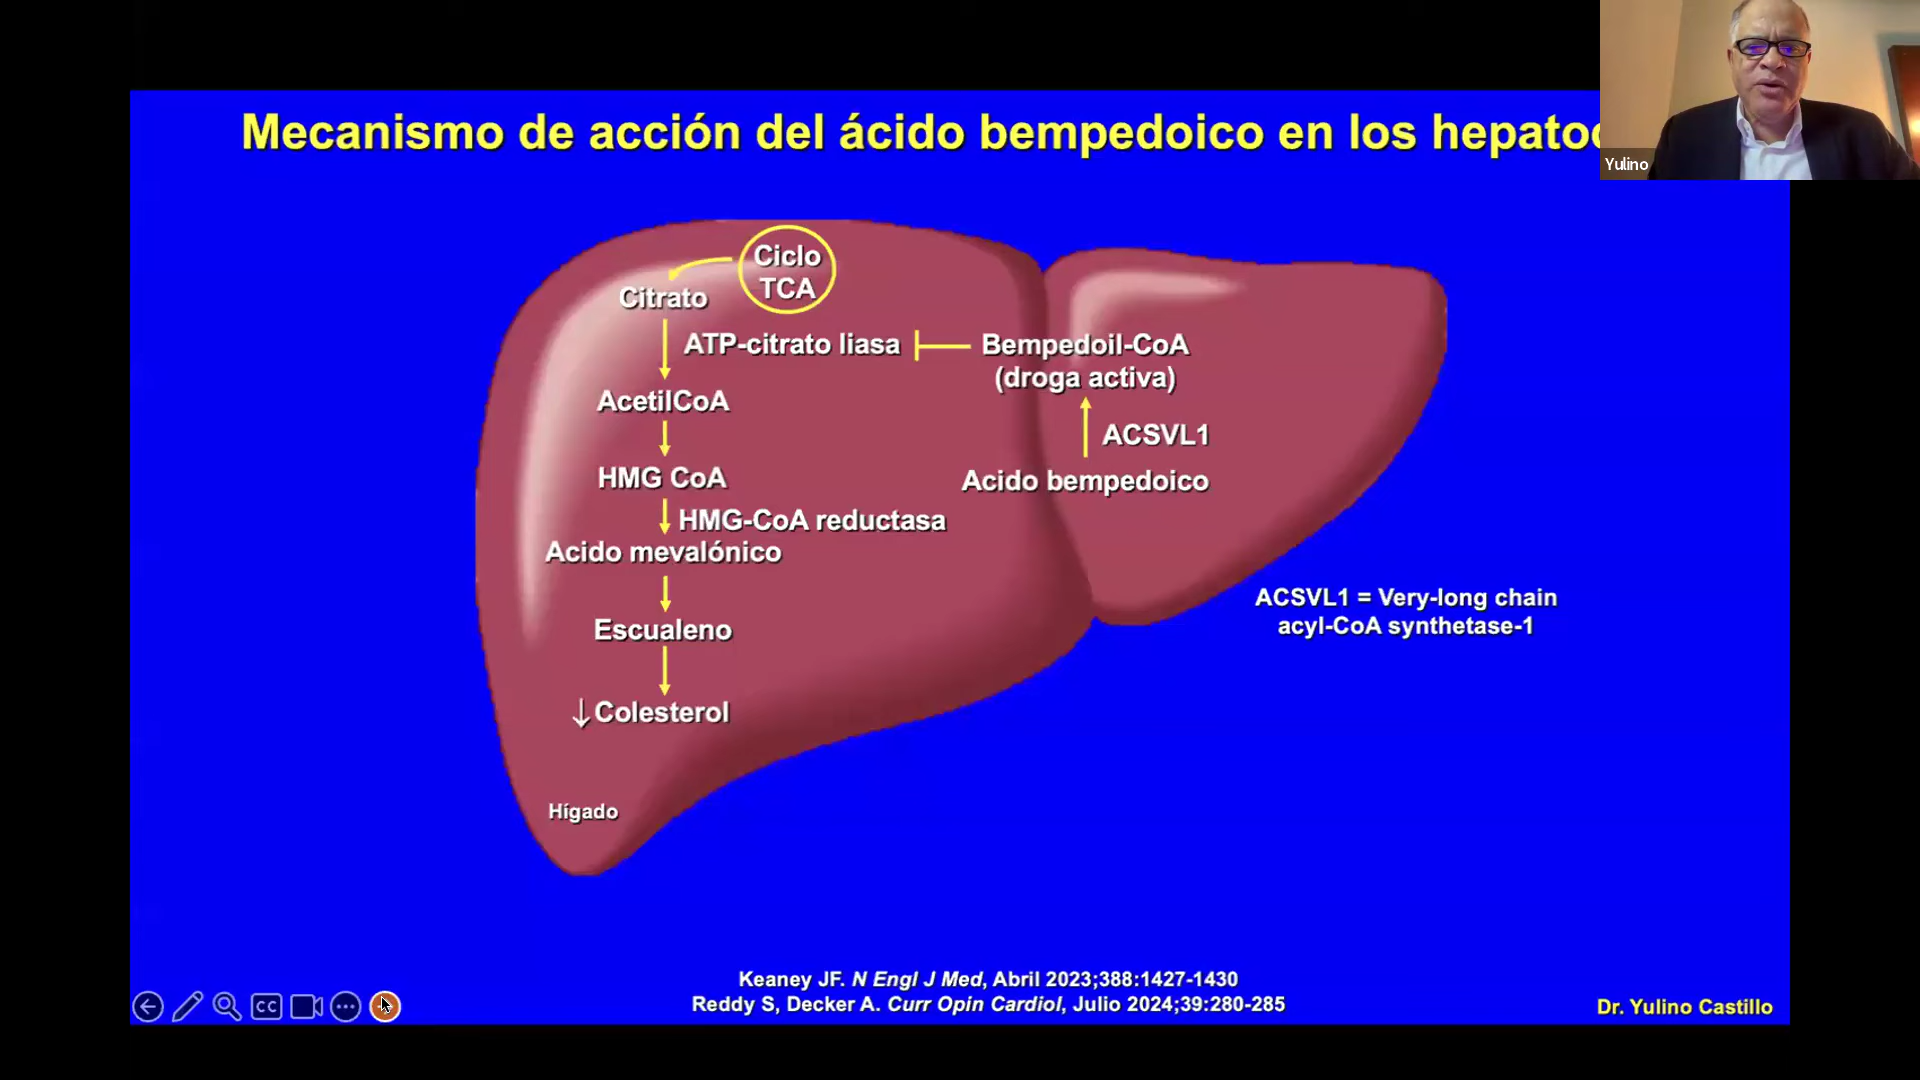 Mecanismo de acción del ácido bempedoico en los
Yulino
Ciclo
TCA
Citrato
ATP-citrato liasa
Bempedoil-CoA
(droga activa)
AcetilCoA
ACSVL1
HMG CoA
Acido bempedoico
HMG-CoA reductasa
Acido mevalónico
ACSVL1 = Very-long chain
acyl-CoA synthetase-1
Escualeno
↓Colesterol
Hígado
Keaney JF. N Engl J Med, Abril 2023;388:1427-1430
Reddy S, Decker A. Curr Opin Cardiol, Julio 2024;39:280-285
CC
Dr. Yulino Castillo